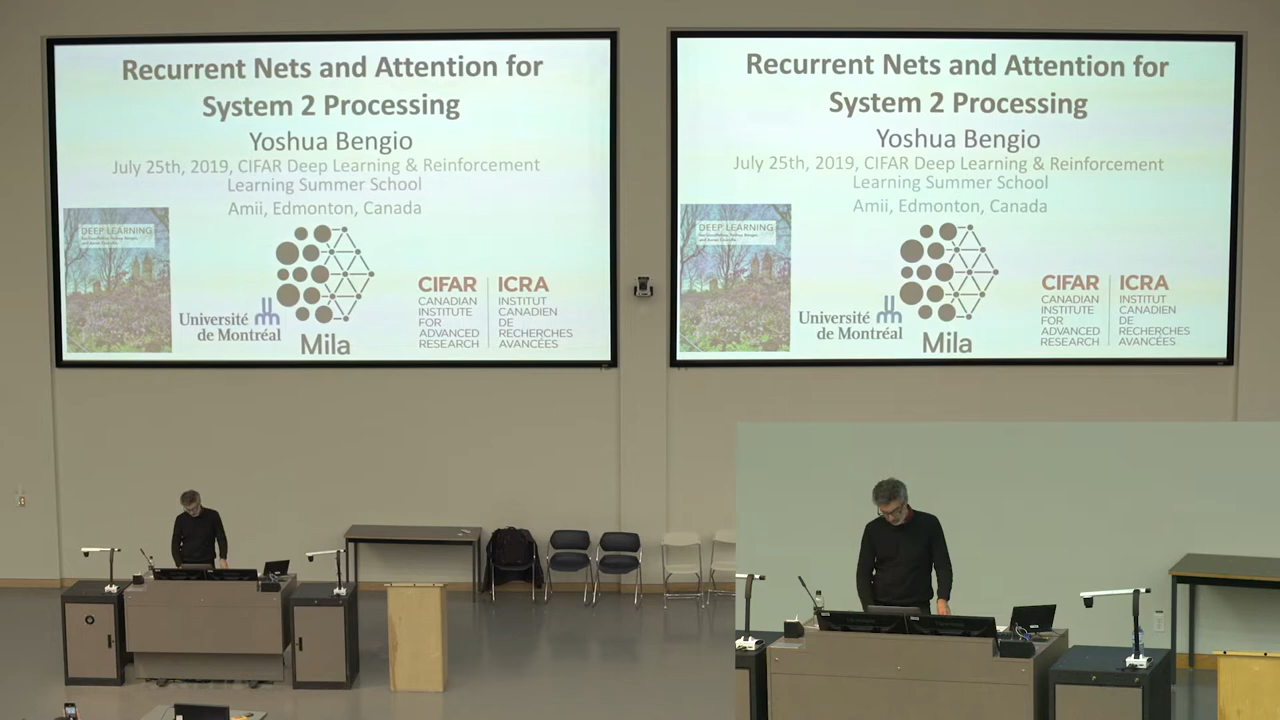 Recurrent Nets and Attention for
System 2 Processing
Yoshua Bengio
July 25th, 2019, CIFAR Deep Learning & Reinforcement
Learning Summer School
Amii, Edmonton, Canada
DEEP LEARNING
Université
de Montréal
Mila
CIFAR
CANADIAN
INSTITUTE
FOR
ADVANCED
RESEARCH
ICRA
INSTITUT
CANADIEN
DE
RECHERCHES
AVANCÉES
Recurrent Nets and Attention for
System 2 Processing
Yoshua Bengio
July 25th, 2019, CIFAR Deep Learning & Reinforcement
Learning Summer School
Amii, Edmonton, Canada
DEEP LEARNING
Université
de Montréal
Mila
CIFAR
CANADIAN
INSTITUTE
FOR
ADVANCED
RESEARCH
ICRA
INSTITUT
CANADIEN
DE
RECHERCHES
AVANCÉES